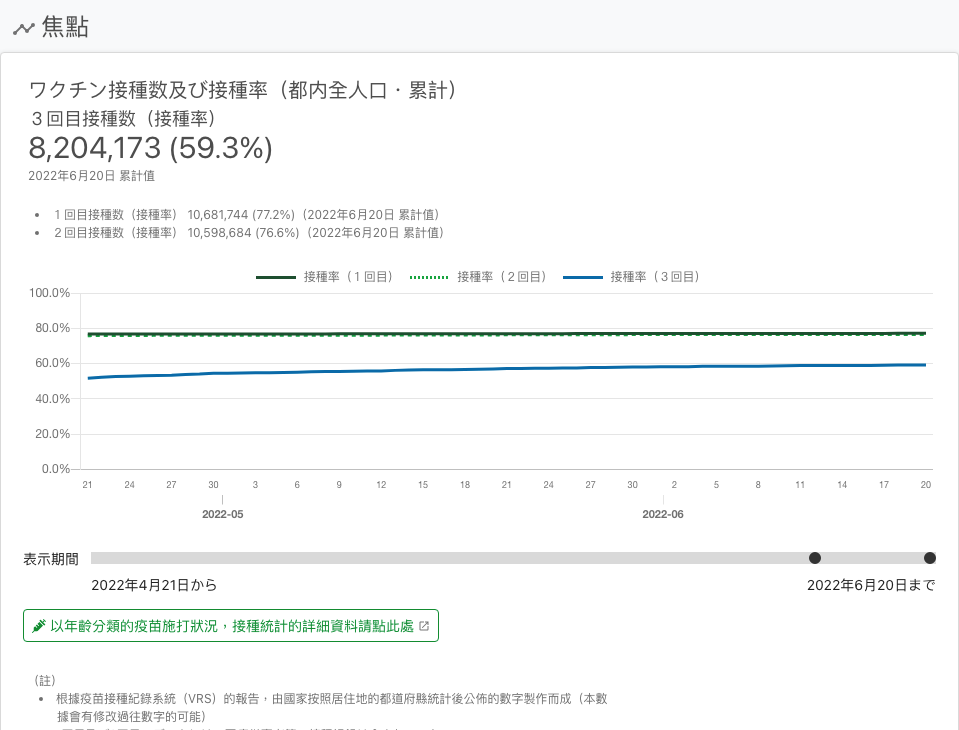 焦點
ワクチン接種数及び接種率（都内全人口・累計）
３回目接種数（接種率）
8,204,173 (59.3%)
2022年6月20日 累計値
• １回目接種数（接種率） 10,681,744 (77.2%)（2022年6月20日 累計値）
• ２回目接種数（接種率） 10,598,684 (76.6%)（2022年6月20日 累計値）
接種率（１回目） 接種率（２回目） 接種率（３回目）
100.0%
80.0%
60.0%
40.0%
20.0%
0.0%
21 24 27 30 3 6 9 12 15 18 21 24 27 30 2 5 8 11 14 17 20
2022-05 2022-06
表示期間
2022年4月21日から 2022年6月20日まで
以年齡分類的疫苗施打狀況，接種統計的詳細資料請點此處
（註）
• 根據疫苗接種紀錄系統（VRS）的報告，由國家按照居住地的都道府縣統計後公佈的數字製作而成（本數
據會有修改過往數字的可能）